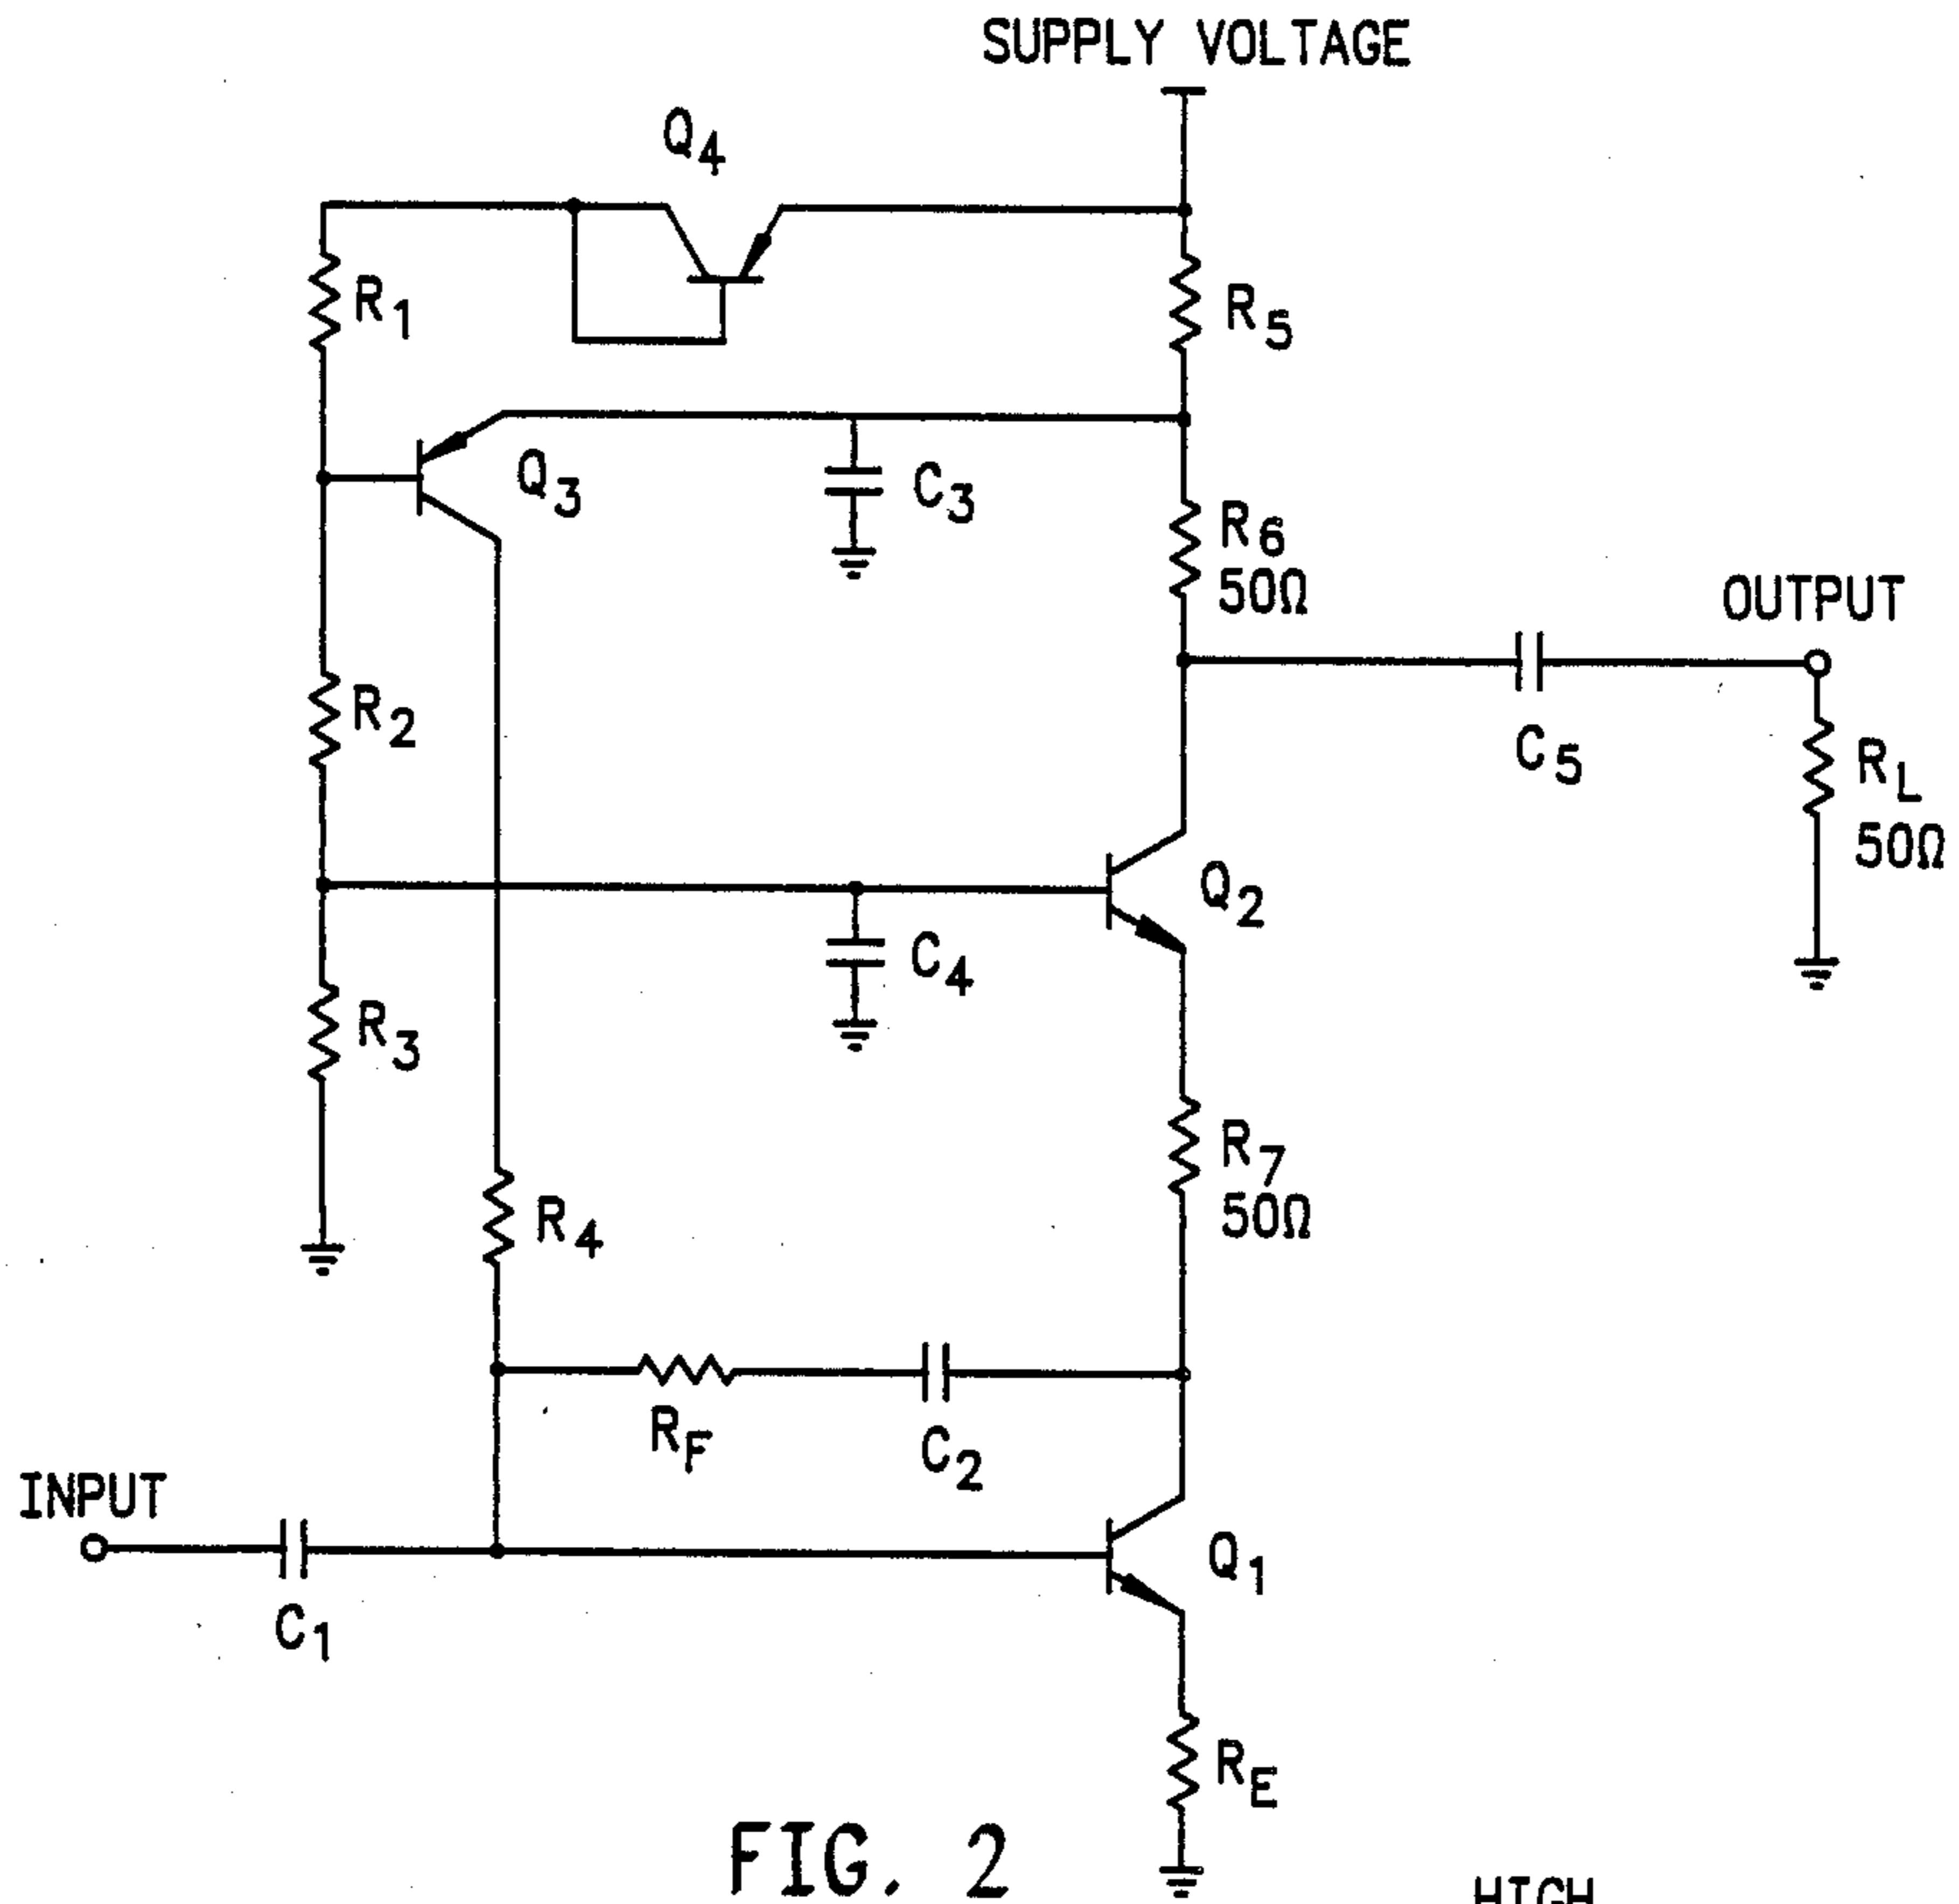 SUPPLY VOLTAGE
Q4
R1
R5
Q3
C3
R6
50Ω
OUTPUT
R2
C5
RL
50Ω
Q2
C4
R3
R7
50Ω
R4
RF
C2
INPUT
Q1
C1
RE
FIG. 2
HIGH